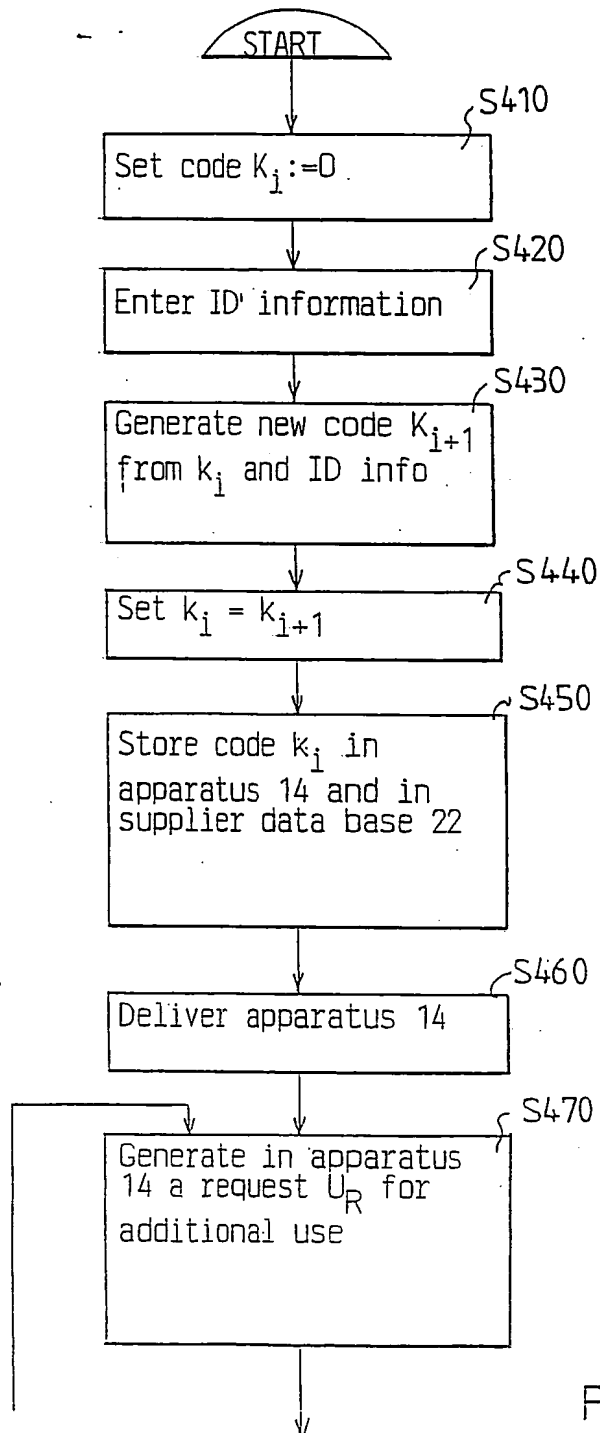 START
S410
Set code K_i:=0
S420
Enter ID' information
S430
Generate new code K_i+1
from k_i and ID info
S440
Set k_i = k_i+1
S450
Store code k_i in
apparatus 14 and in
supplier data base 22
S460
Deliver apparatus 14
S470
Generate in apparatus
14 a request U_R for
additional use